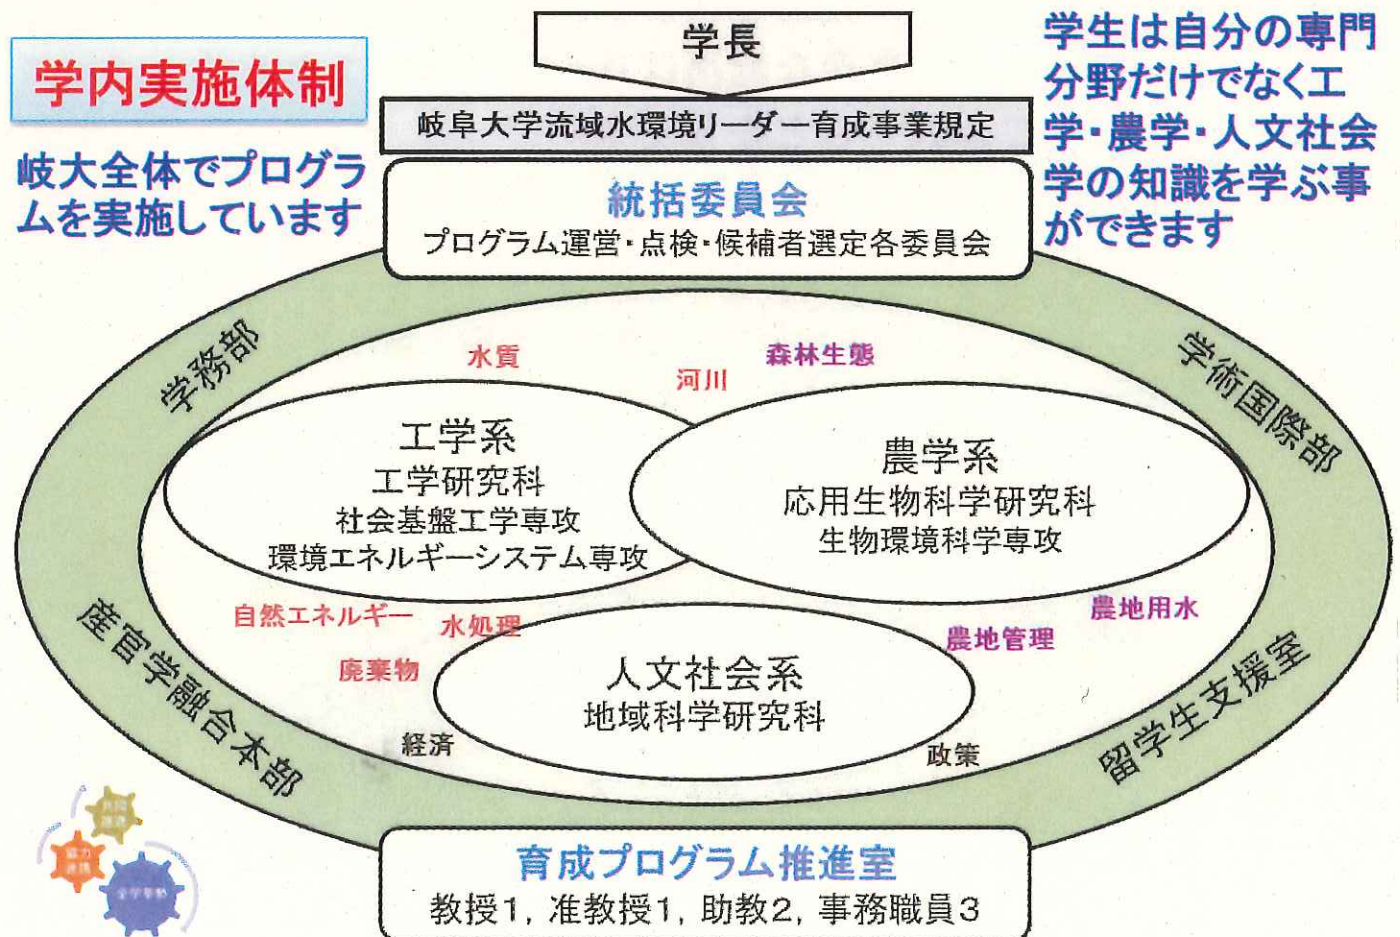 学長
学内実施体制
岐大全体でプログラ
ムを実施しています
岐阜大学流域水環境リーダー育成事業規定
学生は自分の専門
分野だけでなく工
学・農学・人文社会
学の知識を学ぶ事
ができます
統括委員会
プログラム運営・点検・候補者選定各委員会
学務部
学術国際部
水質
河川
森林生態
工学系
工学研究科
社会基盤工学専攻
環境エネルギーシステム専攻
農学系
応用生物科学研究科
生物環境科学専攻
自然エネルギー
水処理
廃棄物
農地用水
農地管理
人文社会系
地域科学研究科
経済
政策
産官学融合本部
留学生支援室
育成プログラム推進室
教授1, 准教授1, 助教2, 事務職員3